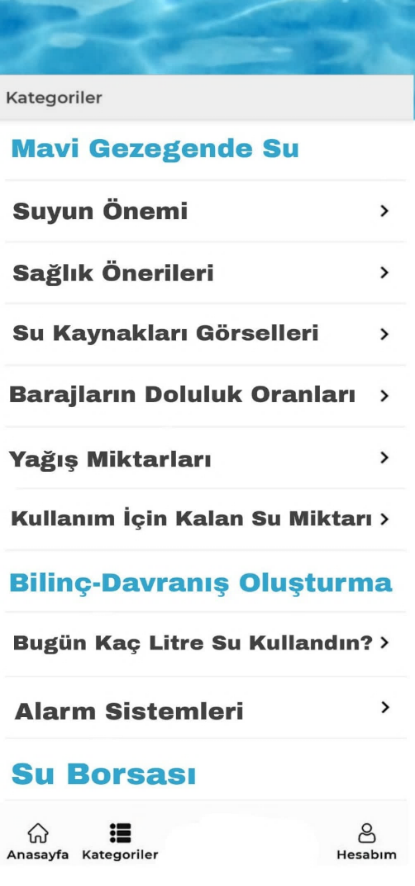 Kategoriler
Mavi Gezegende Su
Suyun Önemi
Sağlık Önerileri
Su Kaynakları Görselleri
Barajların Doluluk Oranları
Yağış Miktarları
Kullanım İçin Kalan Su Miktarı
Bilinç-Davranış Oluşturma
Bugün Kaç Litre Su Kullandın?
Alarm Sistemleri
Su Borsası
Anasayfa Kategoriler Hesabım